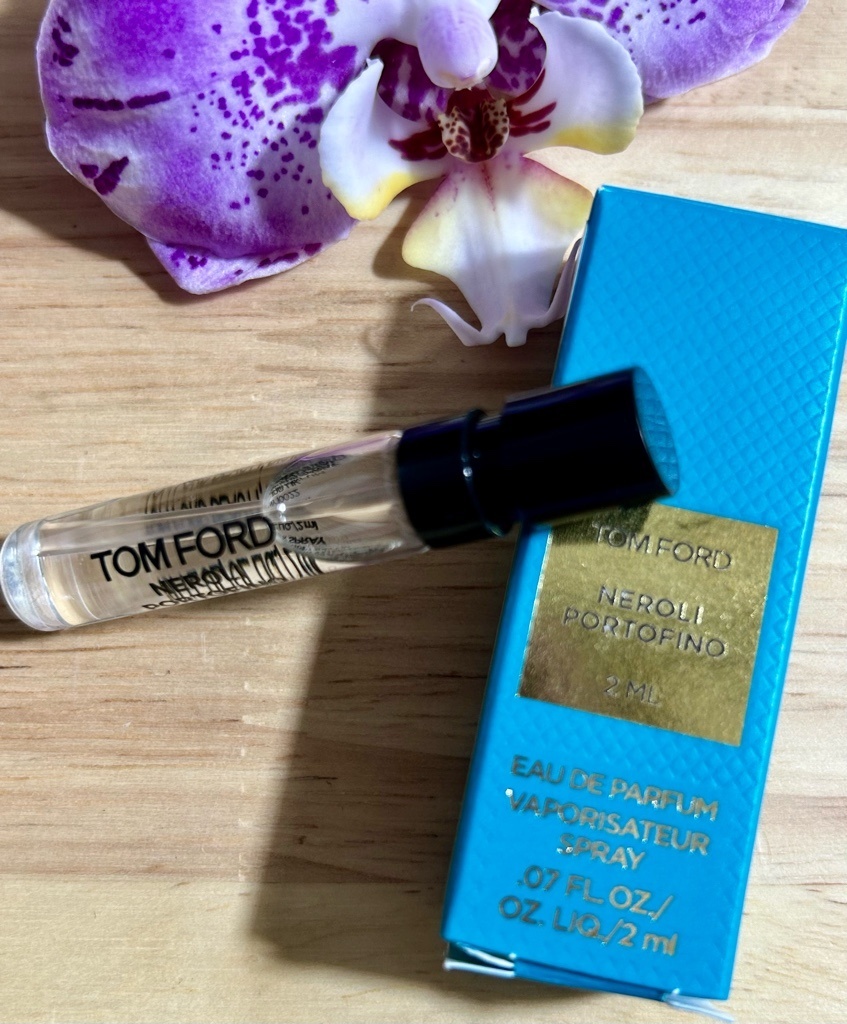 TOM FORD
NEROLI PORTOFINO
2 ML
EAU DE PARFUM
VAPORISATEUR
SPRAY
.07 FL. OZ./
OZ. LIQ./2 ml
TOM FORD